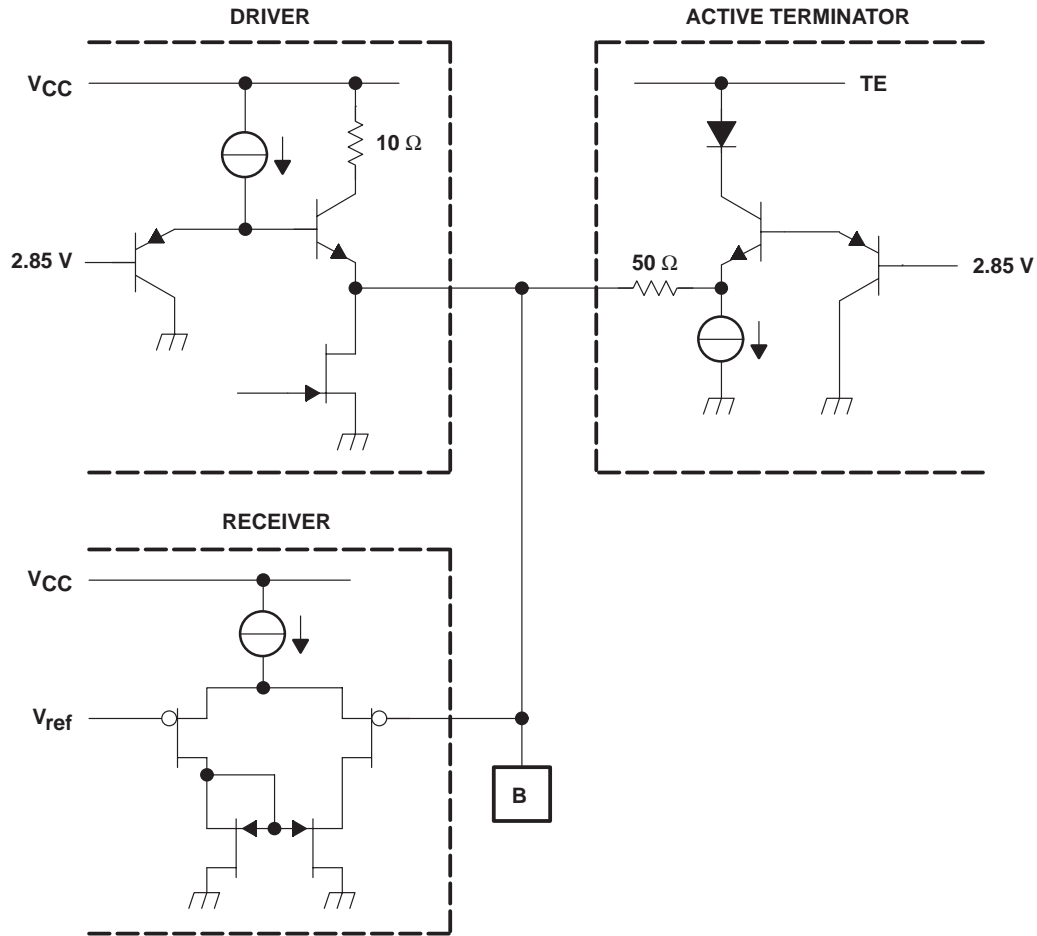 DRIVER
ACTIVE TERMINATOR
VCC
TE
10 Ω
2.85 V
50 Ω
2.85 V
RECEIVER
VCC
Vref
B